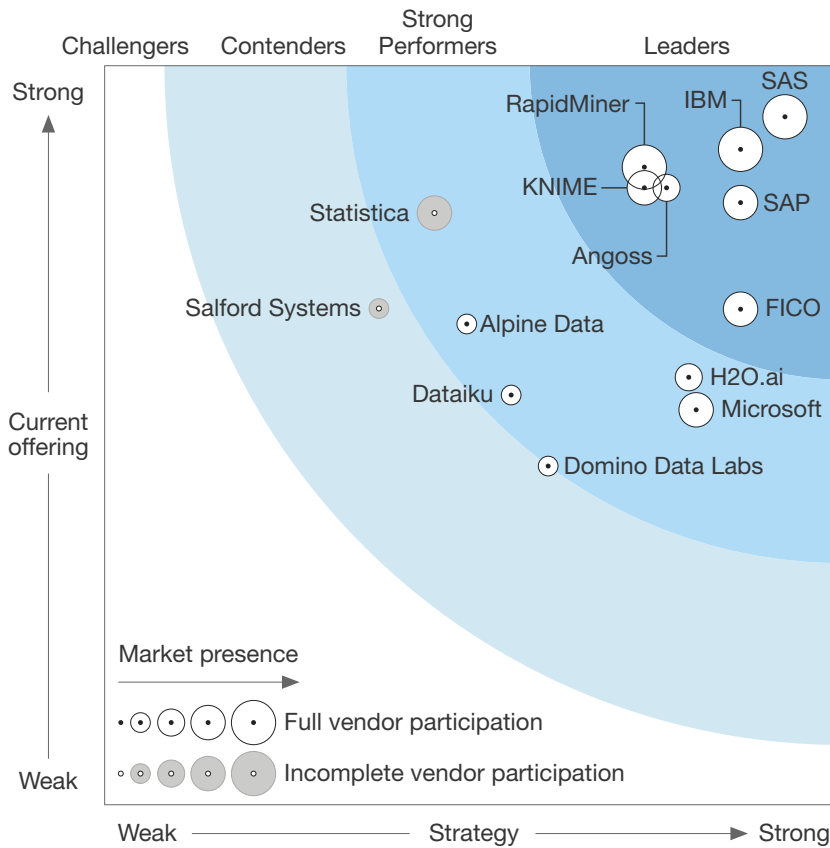 Strong
Challengers Contenders Performers Leaders
Strong
SAS
RapidMiner IBM
KNIME
Statistica SAP
Angoss
Salford Systems FICO
Alpine Data
H2O.ai
Dataiku
Microsoft
Current
offering
Domino Data Labs
Market presence
Full vendor participation
Incomplete vendor participation
Weak
Weak Strategy Strong